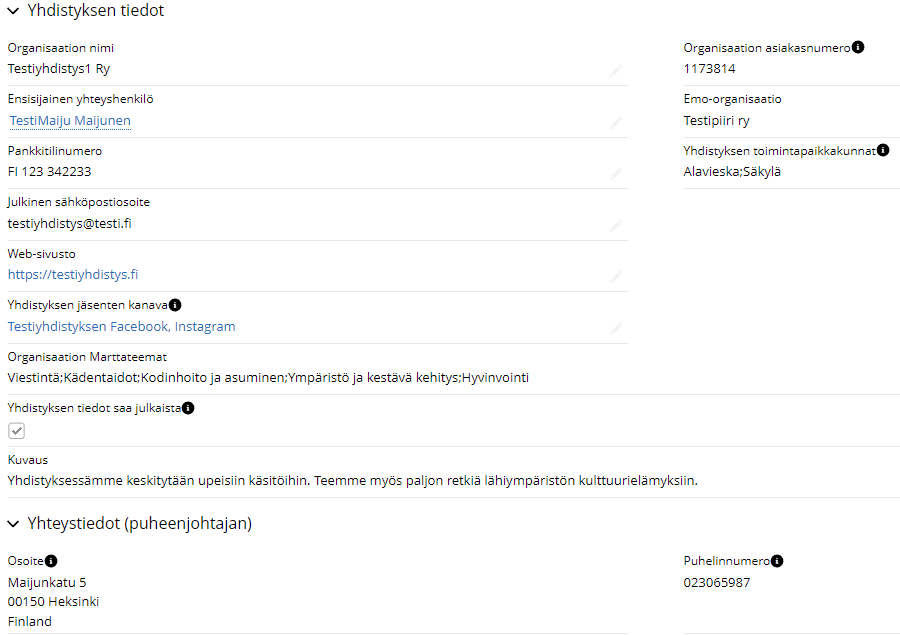 Yhdistyksen tiedot
Organisaation nimi
Testiyhdistys1 Ry
Organisaation asiakasnumero
1173814
Ensisijainen yhteyshenkilö
TestiMaiju Maijunen
Emo-organisaatio
Testipiiri ry
Pankkitilinumero
FI 123 342233
Yhdistyksen toimintapaikkakunnat
Alavieska;Säkylä
Julkinen sähköpostiosoite
testiyhdistys@testi.fi
Web-sivusto
https://testiyhdistys.fi
Yhdistyksen jäsenten kanava
Testiyhdistyksen Facebook, Instagram
Organisaation Marttateemat
Viestintä;Kädentaidot;Kodinhoito ja asuminen;Ympäristö ja kestävä kehitys;Hyvinvointi
Yhdistyksen tiedot saa julkaista
Kuvaus
Yhdistyksessämme keskitytään upeisiin käsitöihin. Teemme myös paljon retkiä lähiympäristön kulttuurielämyksiin.
Yhteystiedot (puheenjohtajan)
Osoite
Maijunkatu 5
00150 Heksinki
Finland
Puhelinnumero
023065987